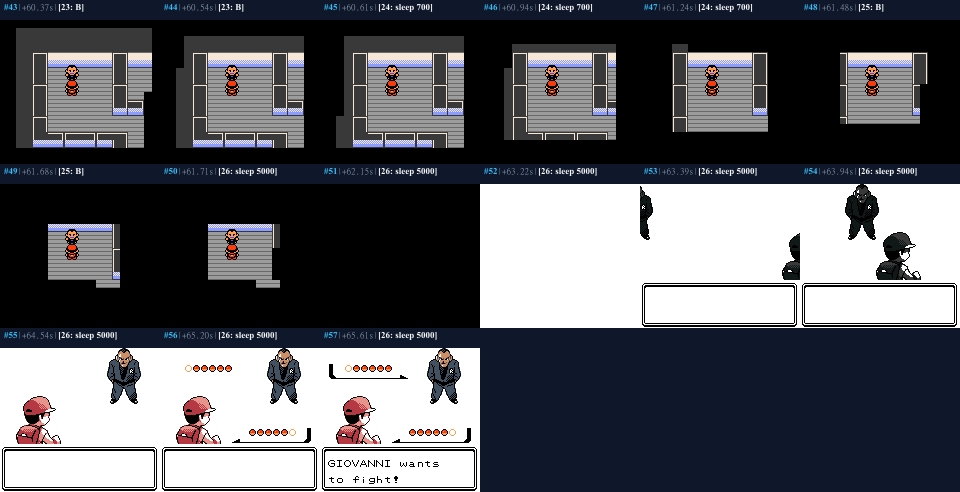 #43|+60.37s| [23: B]
#44|+60.54s| [23: B]
#45|+60.61s| [24: sleep 700]
#46|+60.94s| [24: sleep 700]
#47|+61.24s| [24: sleep 700]
#48|+61.48s| [25: B]
#49|+61.68s| [25: B]
#50|+61.71s| [26: sleep 5000]
#51|+62.15s| [26: sleep 5000]
#52|+63.22s| [26: sleep 5000]
#53|+63.39s| [26: sleep 5000]
#54|+63.94s| [26: sleep 5000]
#55|+64.54s| [26: sleep 5000]
#56|+65.20s| [26: sleep 5000]
#57|+65.61s| [26: sleep 5000]
GIOVANNI wants
to fight!